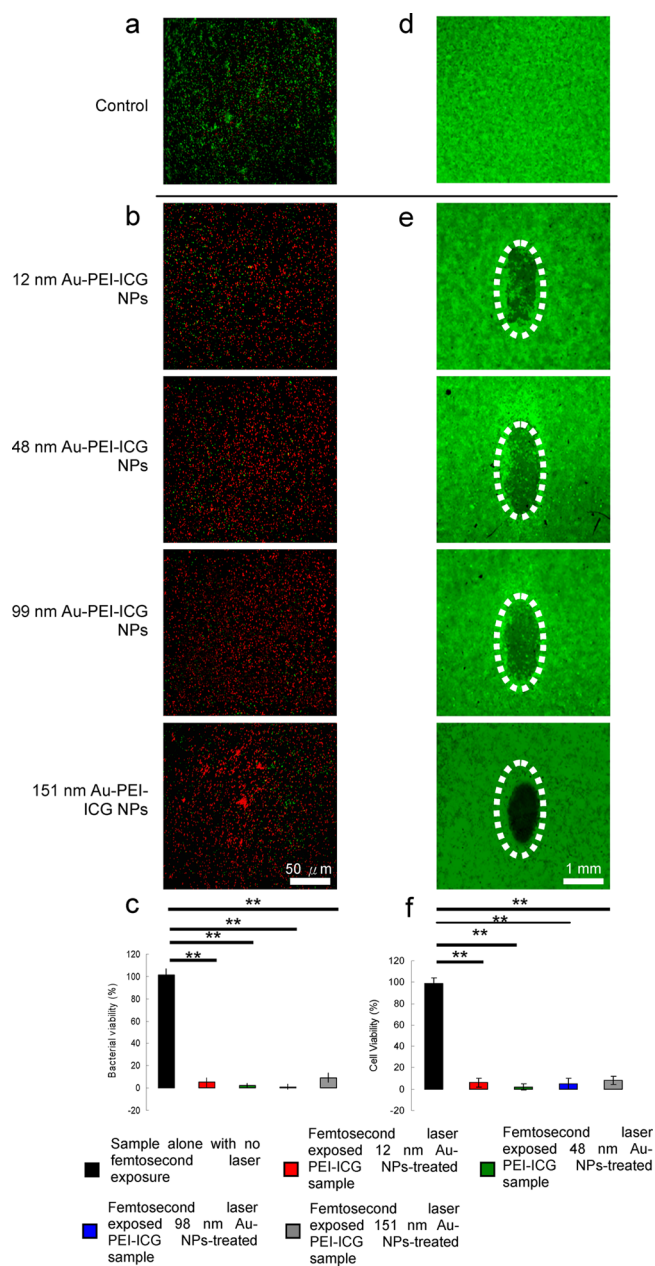 a
d
Control
b
e
12 nm Au-PEI-ICG
NPs
48 nm Au-PEI-ICG
NPs
99 nm Au-PEI-ICG
NPs
151 nm Au-PEI-
ICG NPs
50 μm
1 mm
c
**
**
**
**
Bacterial viability (%)
120
100
80
60
40
20
0
-20
f
**
**
**
**
Cell Viability (%)
120
100
80
60
40
20
0
-20
Sample alone with no
femtosecond laser
exposure
Femtosecond laser
exposed 12 nm Au-
PEI-ICG NPs-treated
sample
Femtosecond laser
exposed 48 nm Au-
PEI-ICG NPs-treated
sample
Femtosecond laser
exposed 98 nm Au-
PEI-ICG NPs-treated
sample
Femtosecond laser
exposed 151 nm Au-
PEI-ICG NPs-treated
sample